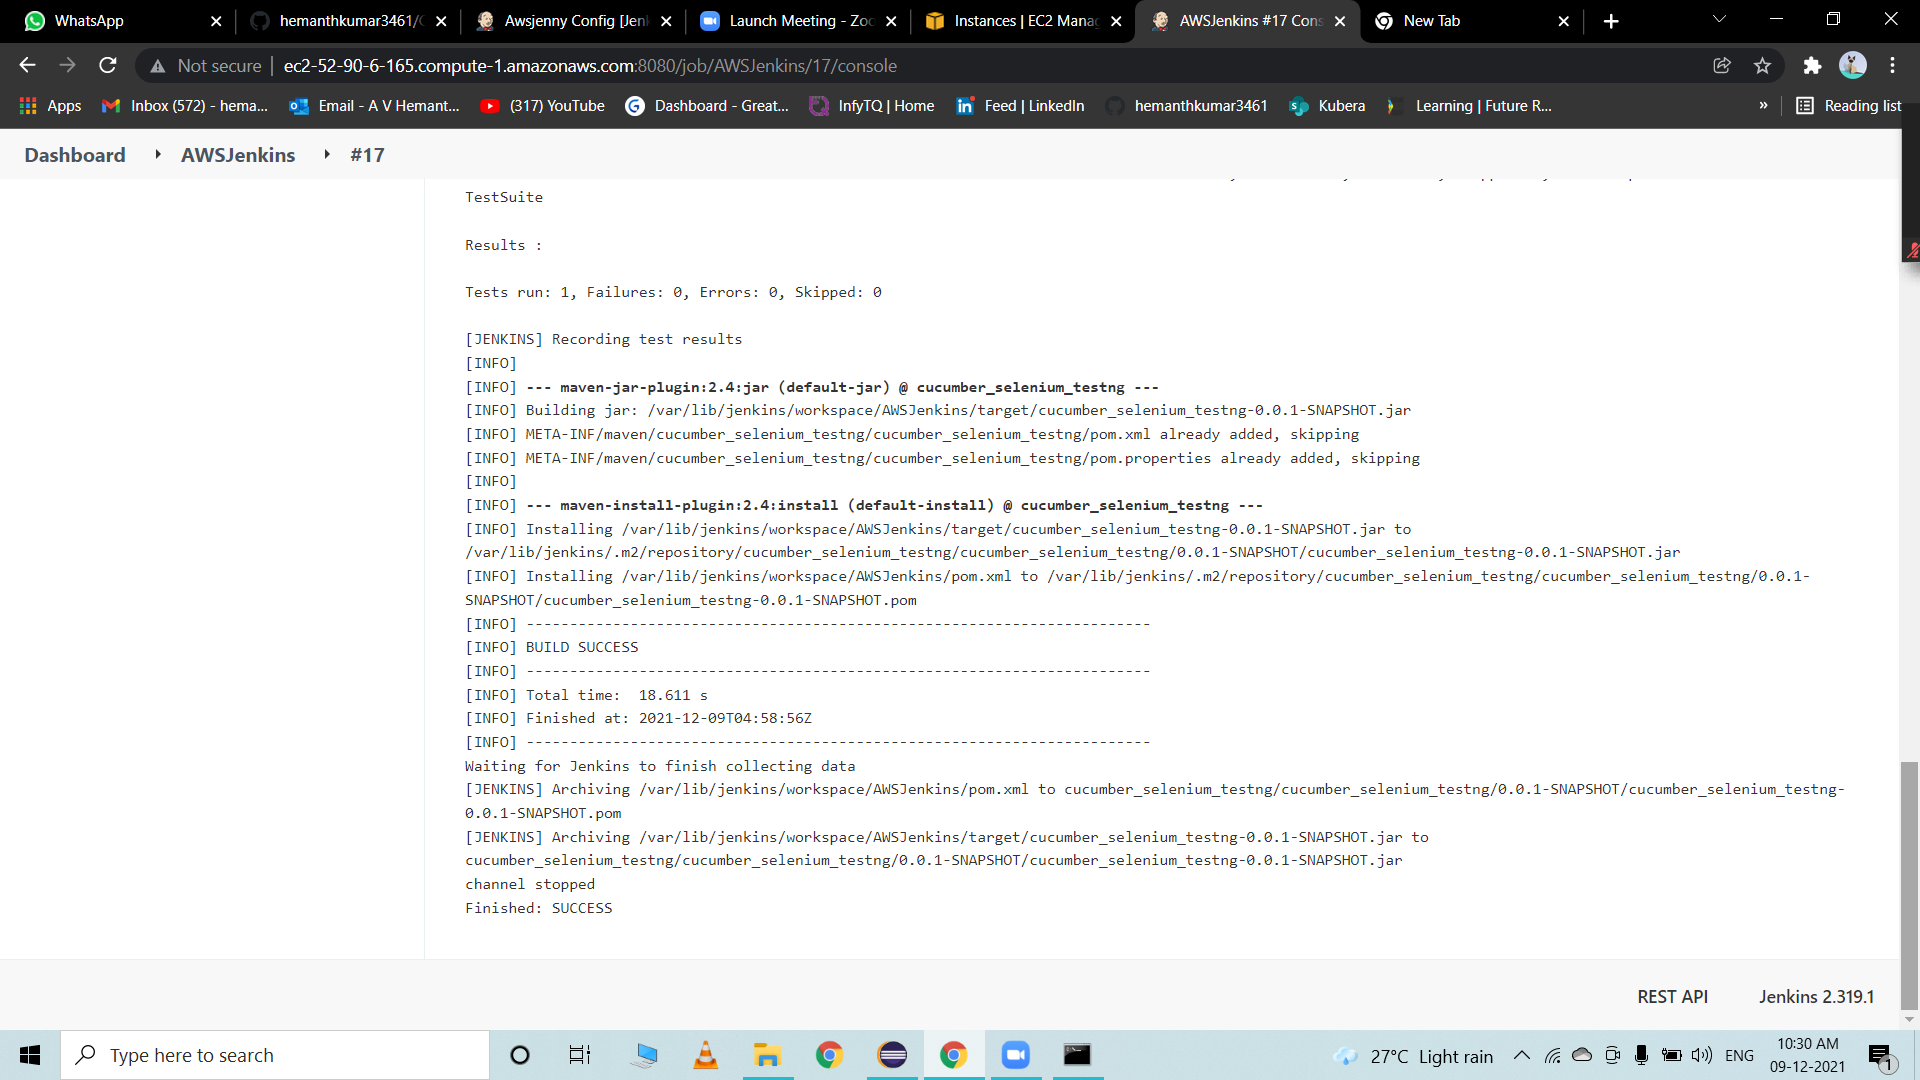 WhatsApp
hemanthkumar3461/
Awsjenny Config [Jen
Launch Meeting - Zoo
Instances | EC2 Manag
AWSJenkins #17 Cons
New Tab
Not secure | ec2-52-90-6-165.compute-1.amazonaws.com:8080/job/AWSJenkins/17/console
Apps
Inbox (572) - hema...
Email - A V Hemant...
(317) YouTube
Dashboard - Great...
InfyTQ | Home
Feed | LinkedIn
hemanthkumar3461
Kubera
Learning | Future R...
»
Reading list
Dashboard
AWSJenkins
#17
TestSuite
Results :
Tests run: 1, Failures: 0, Errors: 0, Skipped: 0
[JENKINS] Recording test results
[INFO]
[INFO] --- maven-jar-plugin:2.4:jar (default-jar) @ cucumber_selenium_testng ---
[INFO] Building jar: /var/lib/jenkins/workspace/AWSJenkins/target/cucumber_selenium_testng-0.0.1-SNAPSHOT.jar
[INFO] META-INF/maven/cucumber_selenium_testng/cucumber_selenium_testng/pom.xml already added, skipping
[INFO] META-INF/maven/cucumber_selenium_testng/cucumber_selenium_testng/pom.properties already added, skipping
[INFO]
[INFO] --- maven-install-plugin:2.4:install (default-install) @ cucumber_selenium_testng ---
[INFO] Installing /var/lib/jenkins/workspace/AWSJenkins/target/cucumber_selenium_testng-0.0.1-SNAPSHOT.jar to
/var/lib/jenkins/.m2/repository/cucumber_selenium_testng/cucumber_selenium_testng/0.0.1-SNAPSHOT/cucumber_selenium_testng-0.0.1-SNAPSHOT.jar
[INFO] Installing /var/lib/jenkins/workspace/AWSJenkins/pom.xml to /var/lib/jenkins/.m2/repository/cucumber_selenium_testng/cucumber_selenium_testng/0.0.1-
SNAPSHOT/cucumber_selenium_testng-0.0.1-SNAPSHOT.pom
[INFO] ------------------------------------------------------------------------
[INFO] BUILD SUCCESS
[INFO] ------------------------------------------------------------------------
[INFO] Total time:  18.611 s
[INFO] Finished at: 2021-12-09T04:58:56Z
[INFO] ------------------------------------------------------------------------
Waiting for Jenkins to finish collecting data
[JENKINS] Archiving /var/lib/jenkins/workspace/AWSJenkins/pom.xml to cucumber_selenium_testng/cucumber_selenium_testng/0.0.1-SNAPSHOT/cucumber_selenium_testng-
0.0.1-SNAPSHOT.pom
[JENKINS] Archiving /var/lib/jenkins/workspace/AWSJenkins/target/cucumber_selenium_testng-0.0.1-SNAPSHOT.jar to
cucumber_selenium_testng/cucumber_selenium_testng/0.0.1-SNAPSHOT/cucumber_selenium_testng-0.0.1-SNAPSHOT.jar
channel stopped
Finished: SUCCESS
REST API
Jenkins 2.319.1
Type here to search
27°C Light rain
ENG
10:30 AM
09-12-2021
1